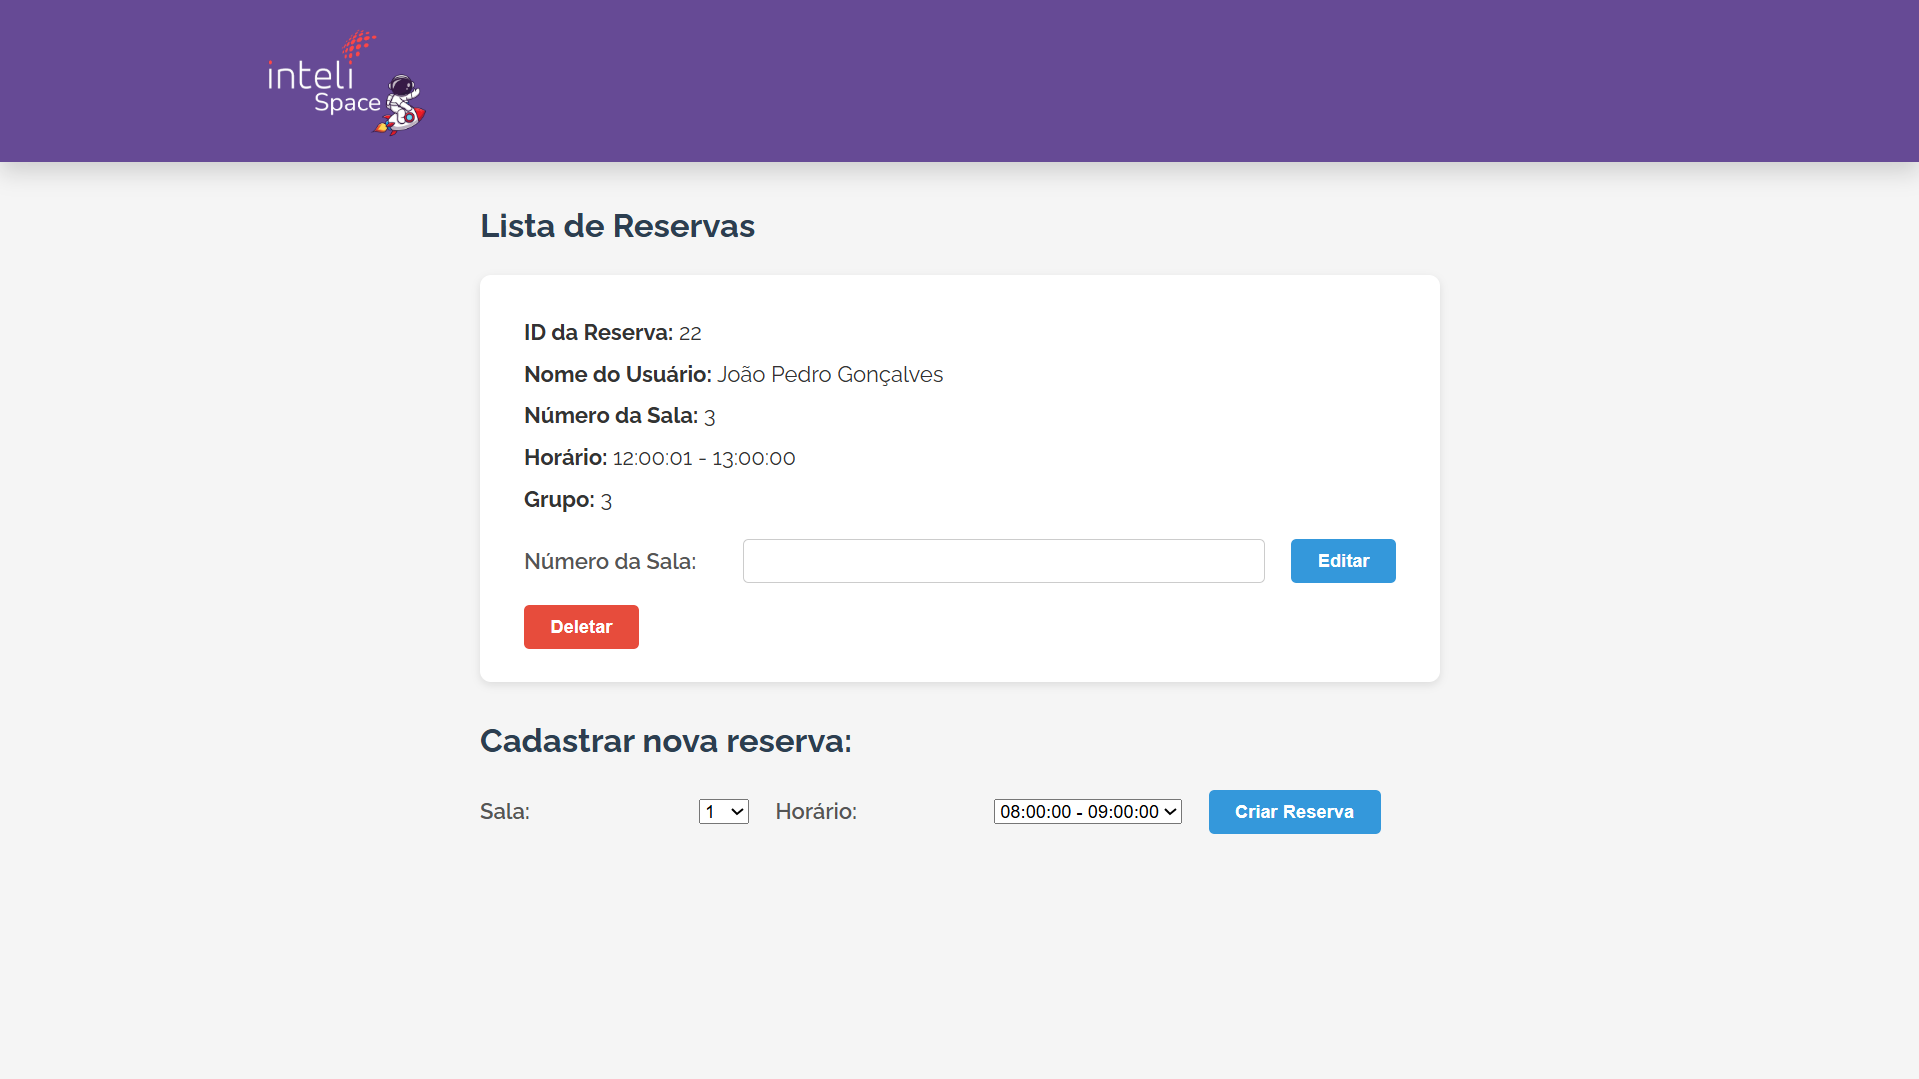 inteli
Space
Lista de Reservas
ID da Reserva: 22
Nome do Usuário: João Pedro Gonçalves
Número da Sala: 3
Horário: 12:00:01 - 13:00:00
Grupo: 3
Número da Sala: Editar
Deletar
Cadastrar nova reserva:
Sala: 1 Horário: 08:00:00 - 09:00:00 Criar Reserva